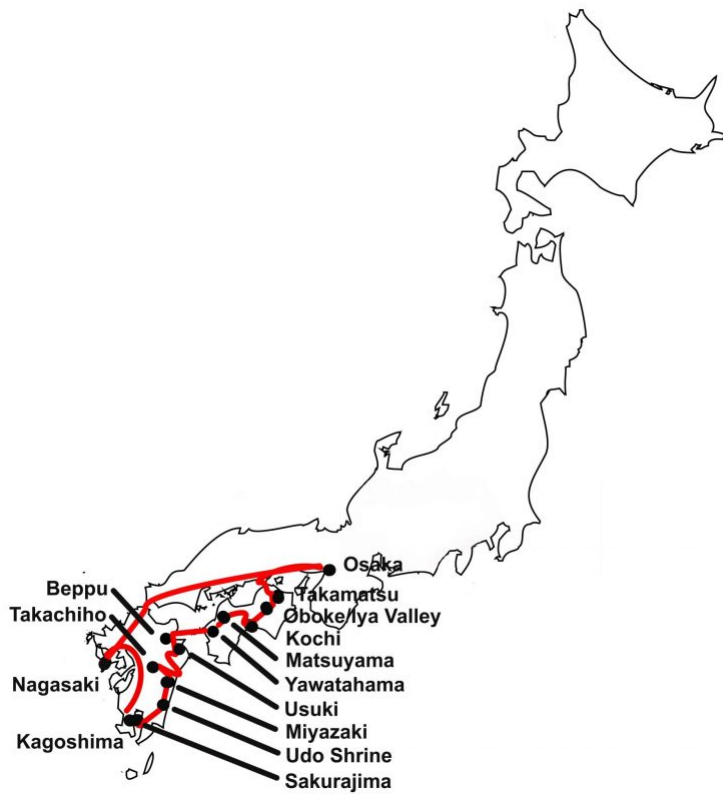 Osaka
Beppu
Takamatsu
Takachiho
Oboke/Iya Valley
Kochi
Matsuyama
Nagasaki
Yawatahama
Usuki
Miyazaki
Kagoshima
Udo Shrine
Sakurajima